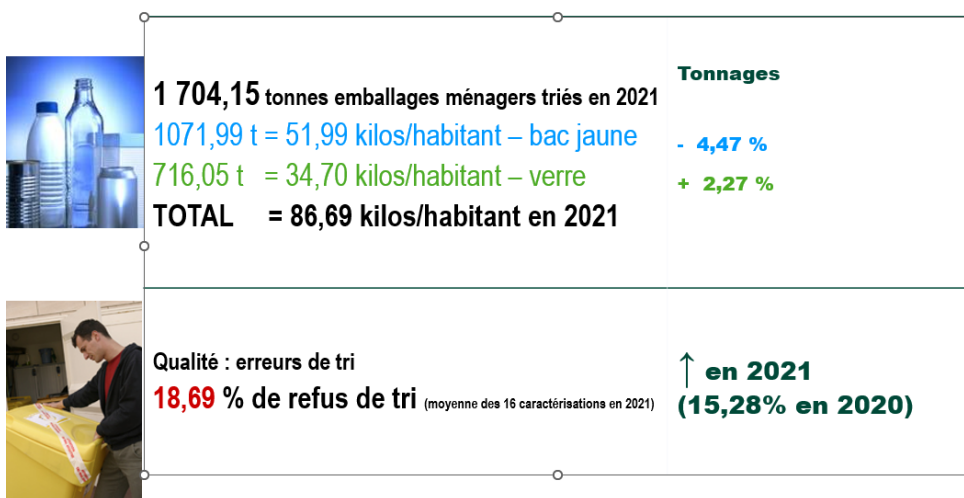 1 704,15 tonnes emballages ménagers triés en 2021
1071,99 t = 51,99 kilos/habitant – bac jaune
716,05 t = 34,70 kilos/habitant – verre
TOTAL = 86,69 kilos/habitant en 2021
Tonnages
- 4,47 %
+ 2,27 %
Qualité : erreurs de tri
18,69 % de refus de tri (moyenne des 16 caractérisations en 2021)
↑ en 2021
(15,28% en 2020)